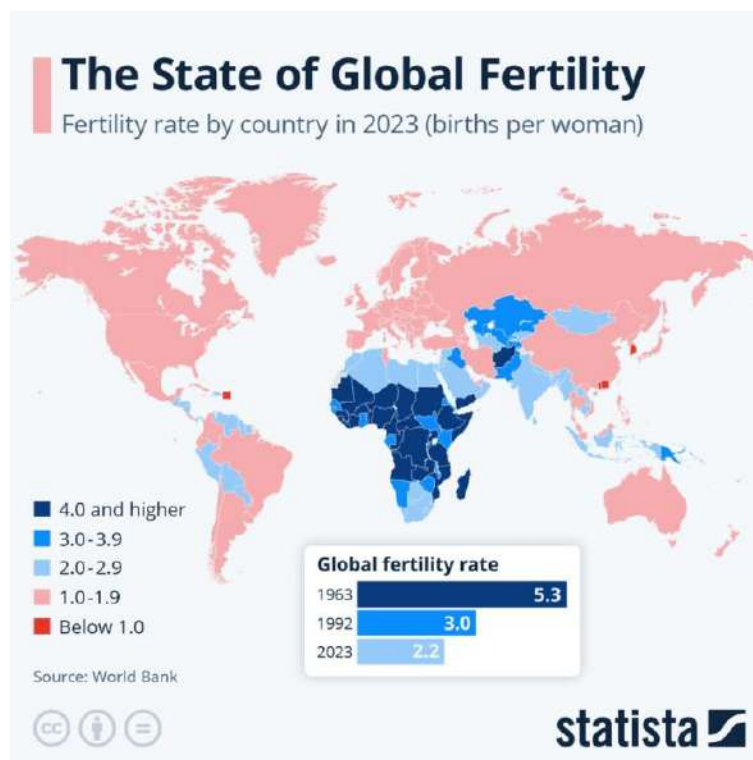 The State of Global Fertility
Fertility rate by country in 2023 (births per woman)
4.0 and higher
3.0-3.9
2.0-2.9
1.0-1.9
Below 1.0
Global fertility rate
1963 5.3
1992 3.0
2023 2.2
Source: World Bank
cc
statista